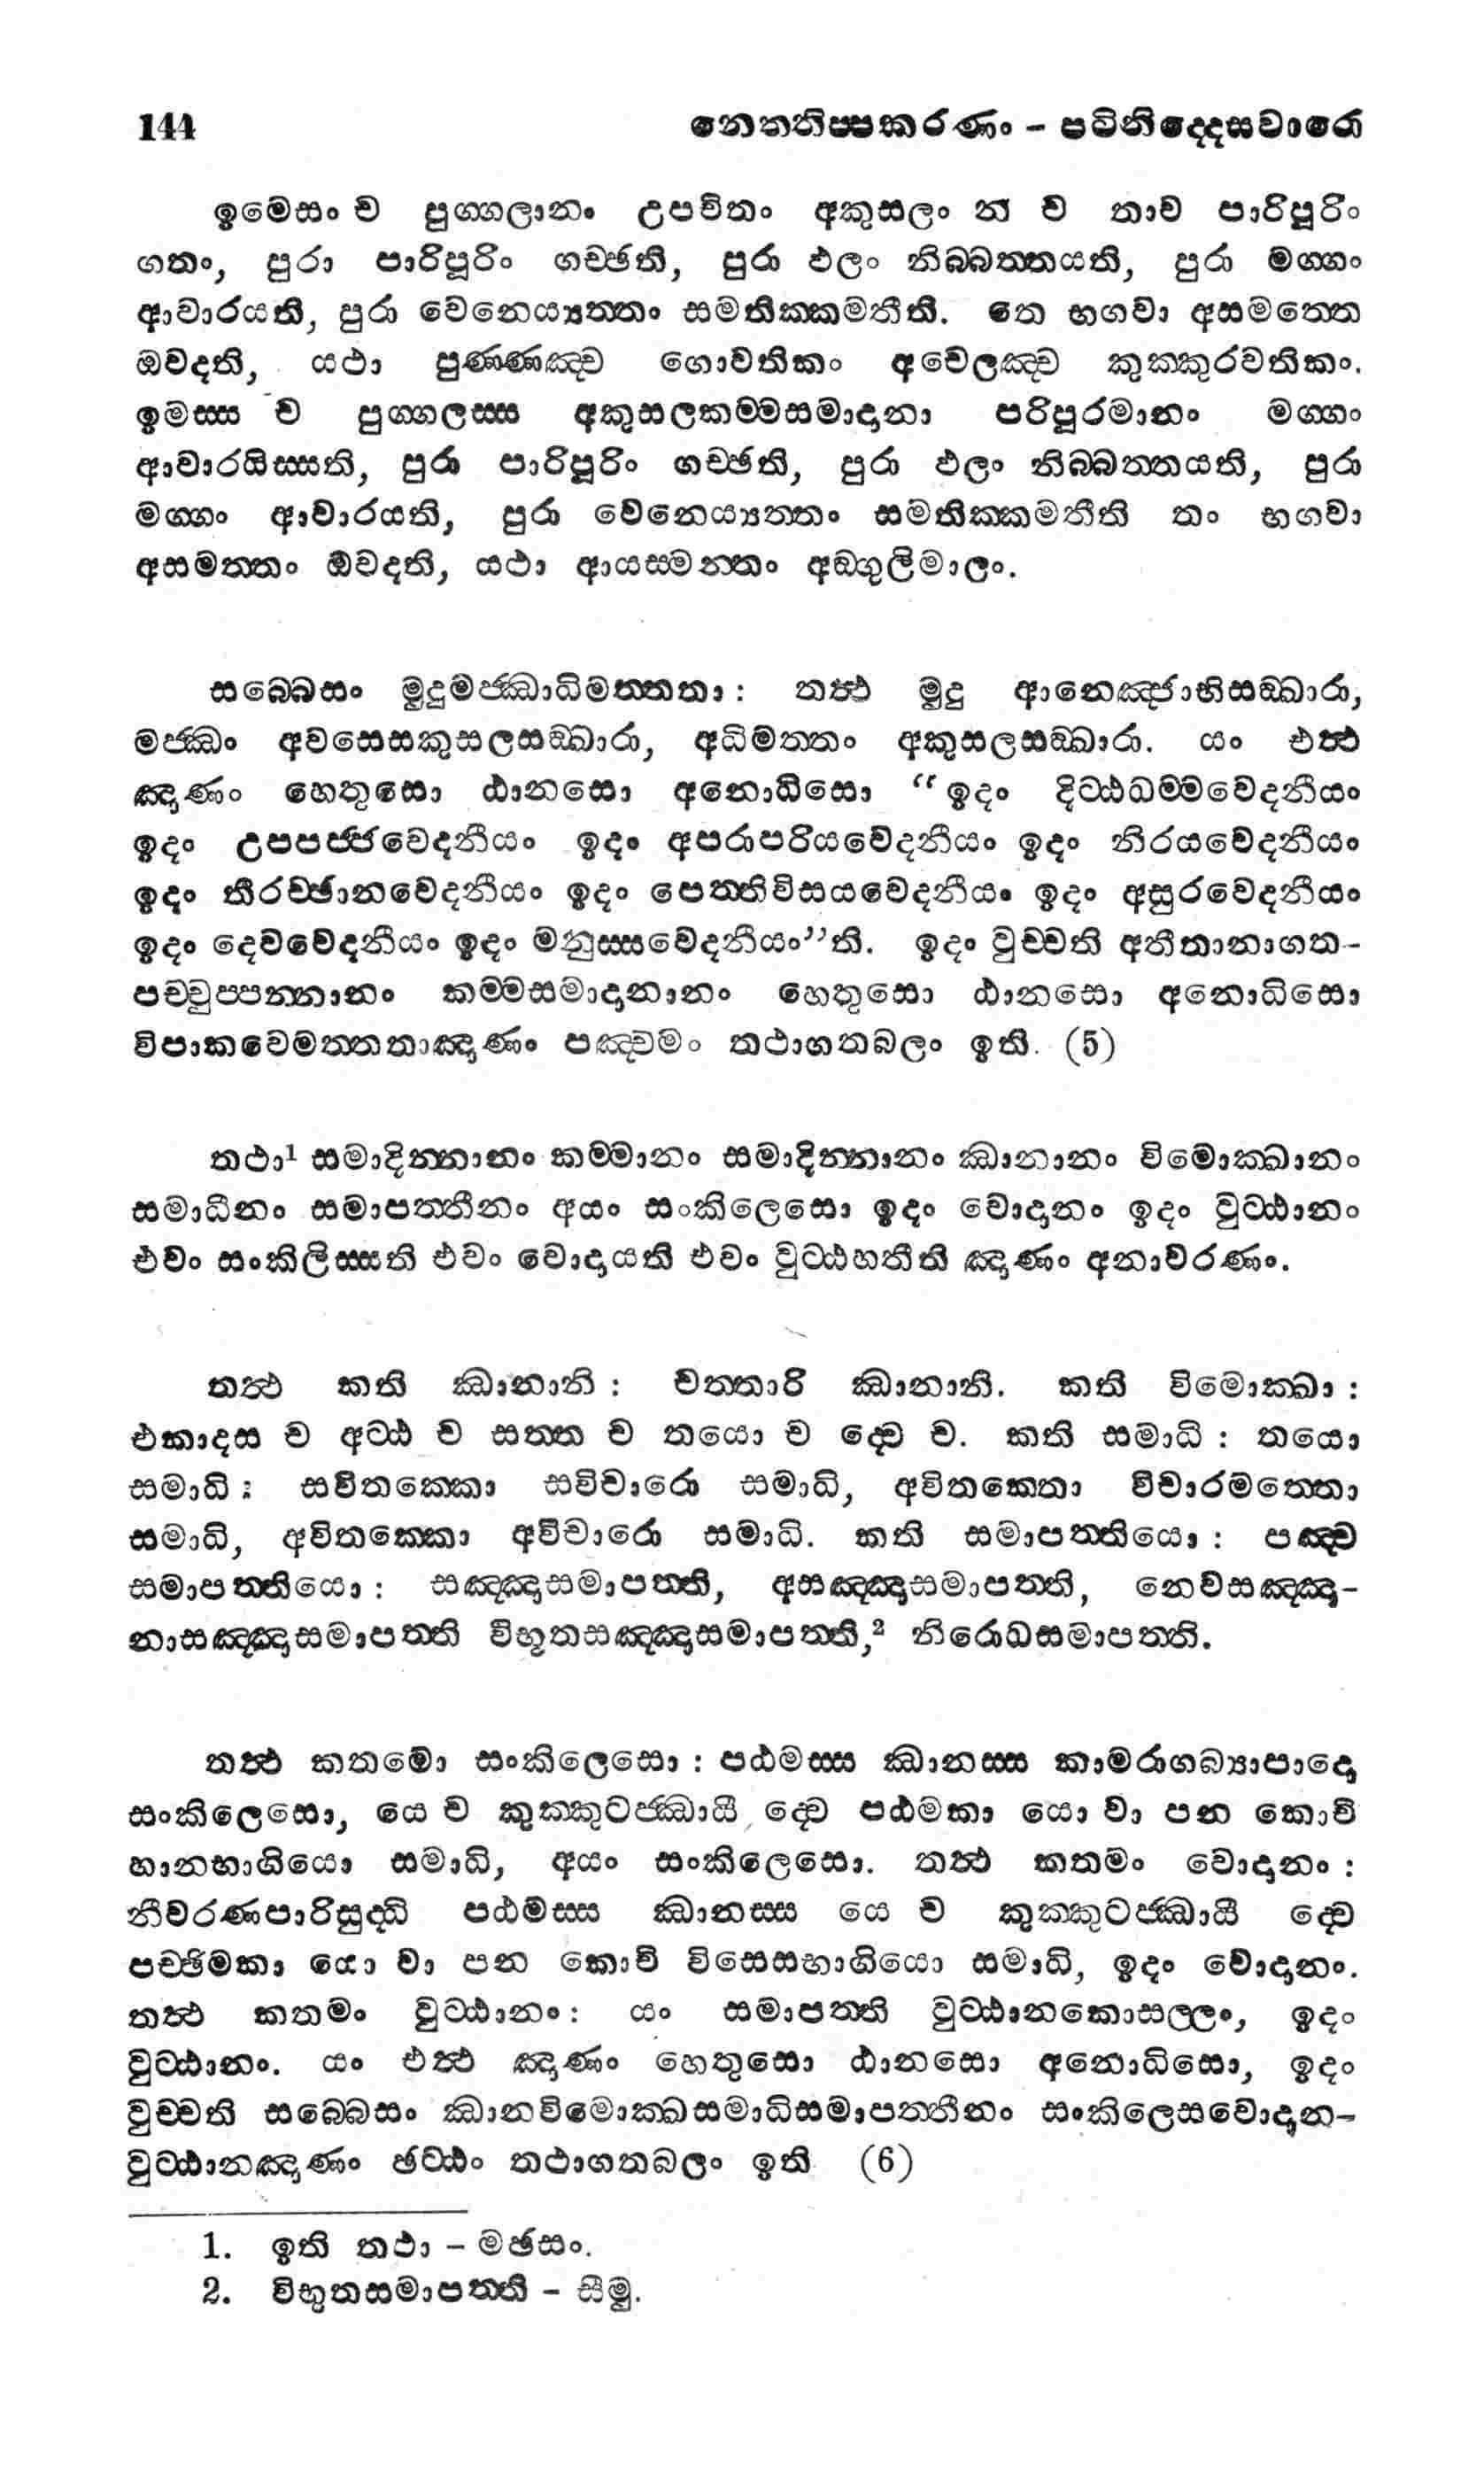 144 නෙත්තිප්පකරණං – පටිනිද්දෙසවාරො
ඉමෙසං ච පුග්ගලානං උපචිතං අකුසලං න ච තාව පාරිපූරිං
ගතං, පුරා පාරිපූරිං ගච්ඡති, පුරා ඵලං නිබ්බත්තයති, පුරා මග්ගං
ආවාරයති, පුරා වෙනෙය්‍යත්තං සමතික්කමතීති. තෙ භගවා අසමත්තෙ
ඔවදති, යථා පුණ්ණඤ්ච ගොවතිකං අචෙලඤ්ච කුක්කුරවතිකං.
ඉමස්ස ච පුග්ගලස්ස අකුසලකම්මසමාදානා පරිපූරමානං මග්ගං
ආවාරයිස්සති, පුරා පාරිපූරිං ගච්ඡති, පුරා ඵලං නිබ්බත්තයති, පුරා
මග්ගං ආවාරයති, පුරා වෙනෙය්‍යත්තං සමතික්කමතීති තං භගවා
අසමත්තං ඔවදති, යථා ආයස්මන්තං අඞ්ගුලිමාලං.
සබ්බෙසං මුදුමජ්ඣාධිමත්තතා : තත්‍ථ මුදු ආනෙඤ්ජාභිසඞ්ඛාරා,
මජ්ඣං අවසෙසකුසලසඞ්ඛාරා, අධිමත්තං අකුසලසඞ්ඛාරා. යං එත්‍ථ
ඤාණං හෙතුසො ඨානසො අනොධිසො “ඉදං දිට්ඨධම්මවෙදනීයං
ඉදං උපපජ්ජවෙදනීයං ඉදං අපරාපරියවෙදනීයං ඉදං නිරයවෙදනීයං
ඉදං තිරච්ඡානවෙදනීයං ඉදං පෙත්තිවිසයවෙදනීයං ඉදං අසුරවෙදනීයං
ඉදං දෙවවෙදනීයං ඉදං මනුස්සවෙදනීයං”ති. ඉදං වුච්චති අතීතානාගත-
පච්චුප්පන්නානං කම්මසමාදානානං හෙතුසො ඨානසො අනොධිසො
විපාකවෙමත්තතාඤාණං පඤ්චමං තථාගතබලං ඉති. (5)
තථා¹ සමාදින්නානං කම්මානං සමාදින්නානං ඣානානං විමොක්ඛානං
සමාධීනං සමාපත්තීනං අයං සංකිලෙසො ඉදං වොදානං ඉදං වුට්ඨානං
එවං සංකිලිස්සති එවං වොදායති එවං වුට්ඨහතීති ඤාණං අනාවරණං.
තත්‍ථ කති ඣානානි : චත්තාරි ඣානානි. කති විමොක්ඛා :
එකාදස ච අට්ඨ ච සත්ත ච තයො ච ද්වෙ ච. කති සමාධි : තයො
සමාධි : සවිතක්කො සවිචාරො සමාධි, අවිතක්කො විචාරමත්තො
සමාධි, අවිතක්කො අවිචාරො සමාධි. කති සමාපත්තියො : පඤ්ච
සමාපත්තියො : සඤ්ඤාසමාපත්ති, අසඤ්ඤාසමාපත්ති, නෙවසඤ්ඤා-
නාසඤ්ඤාසමාපත්ති විභූතසඤ්ඤාසමාපත්ති,² නිරොධසමාපත්ති.
තත්‍ථ කතමො සංකිලෙසො : පඨමස්ස ඣානස්ස කාමරාගබ්‍යාපාදො
සංකිලෙසො, යෙ ච කුක්කුටජ්ඣායී ද්වෙ පඨමකා යො වා පන කොචි
හානභාගියො සමාධි, අයං සංකිලෙසො. තත්‍ථ කතමං වොදානං :
නීවරණපාරිසුද්ධි පඨමස්ස ඣානස්ස යෙ ච කුක්කුටජ්ඣායී ද්වෙ
පච්ඡිමකා යො වා පන කොචි විසෙසභාගියො සමාධි, ඉදං වොදානං.
තත්‍ථ කතමං වුට්ඨානං : යං සමාපත්ති වුට්ඨානකොසල්ලං, ඉදං
වුට්ඨානං. යං එත්‍ථ ඤාණං හෙතුසො ඨානසො අනොධිසො, ඉදං
වුච්චති සබ්බෙසං ඣානවිමොක්ඛසමාධිසමාපත්තීනං සංකිලෙසවොදාන-
වුට්ඨානඤාණං ඡට්ඨං තථාගතබලං ඉති (6)
1. ඉති තථා – මඡසං.
2. විභුතසමාපත්ති – සීමු.